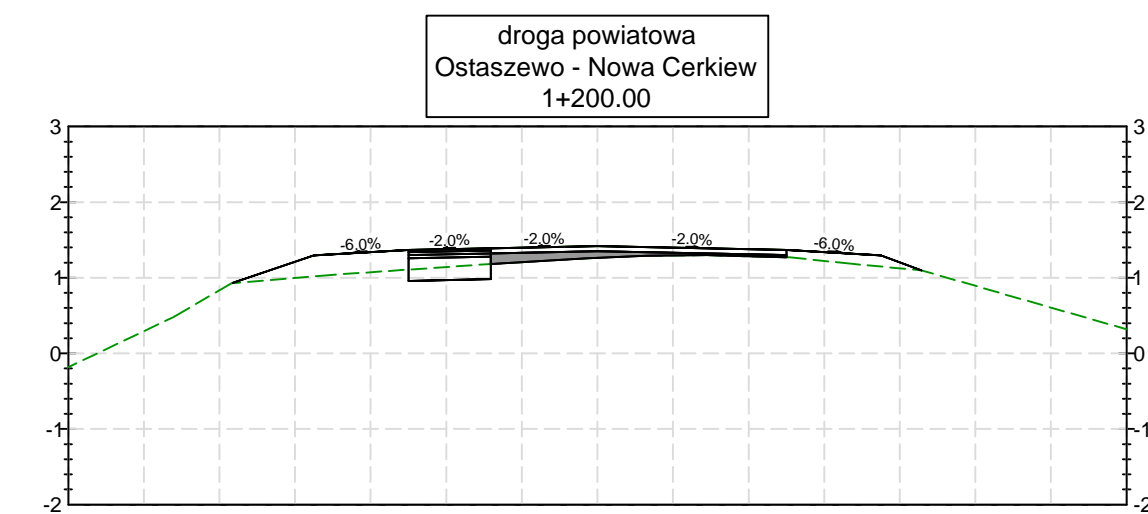 droga powiatowa
Ostaszewo - Nowa Cerkiew
1+200.00
3 3
-6.0% -2.0% -2.0% -2.0% -6.0%
2 2
1 1
0 0
-1 -1
-2 -2